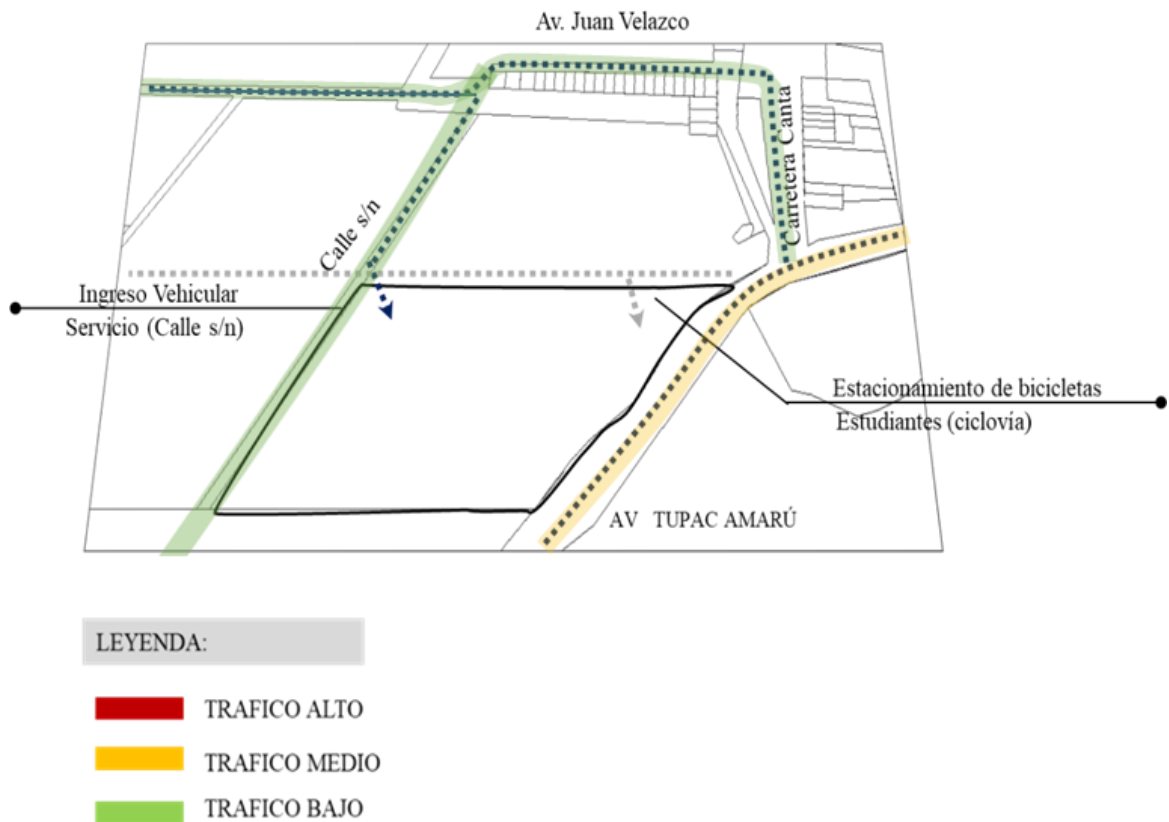 Av. Juan Velazco
Carretera Canta
Calle s/n
Ingreso Vehicular
Servicio (Calle s/n)
Estacionamiento de bicicletas
Estudiantes (ciclovía)
AV TUPAC AMARÚ
LEYENDA:
TRAFICO ALTO
TRAFICO MEDIO
TRAFICO BAJO